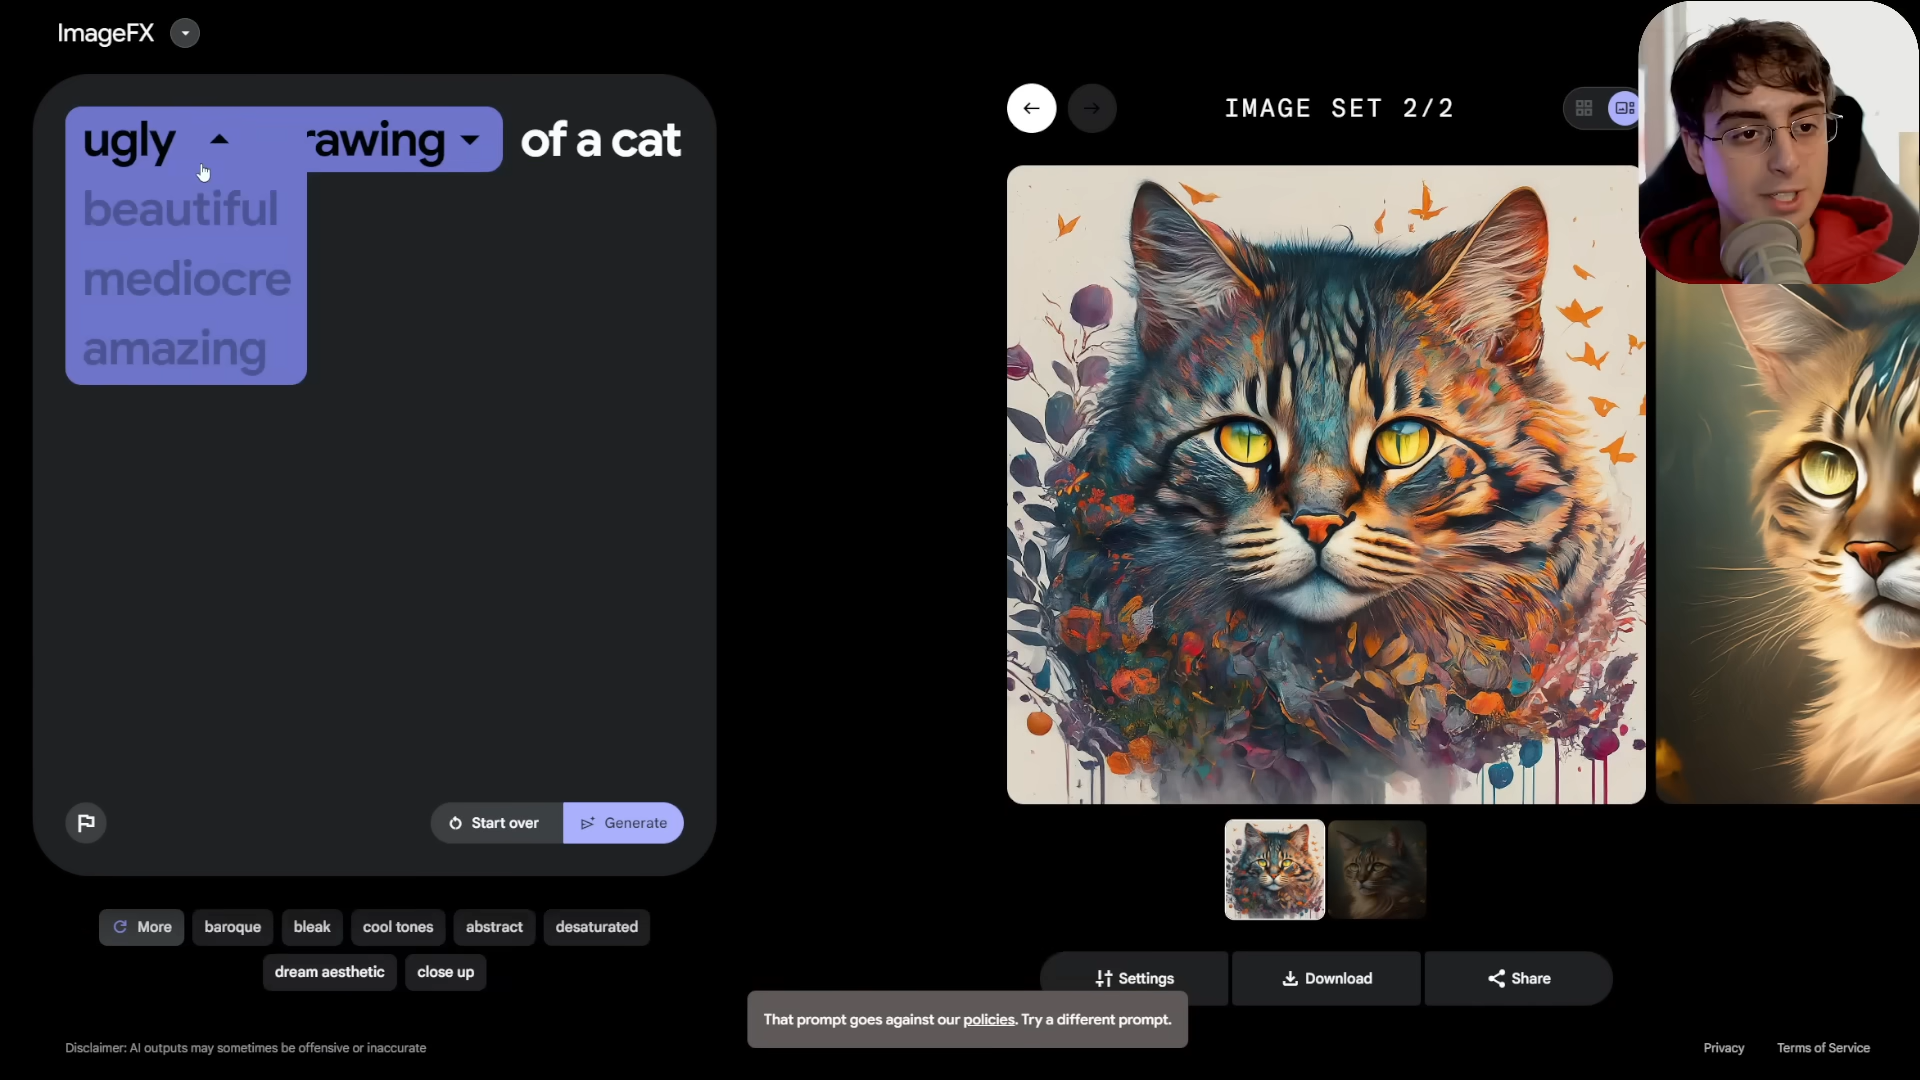 ImageFX
ugly rawing of a cat
beautiful
mediocre
amazing
Start over
Generate
More
baroque
bleak
cool tones
abstract
desaturated
dream aesthetic
close up
IMAGE SET 2/2
Settings
Download
Share
That prompt goes against our policies. Try a different prompt.
Disclaimer: AI outputs may sometimes be offensive or inaccurate
Privacy
Terms of Service